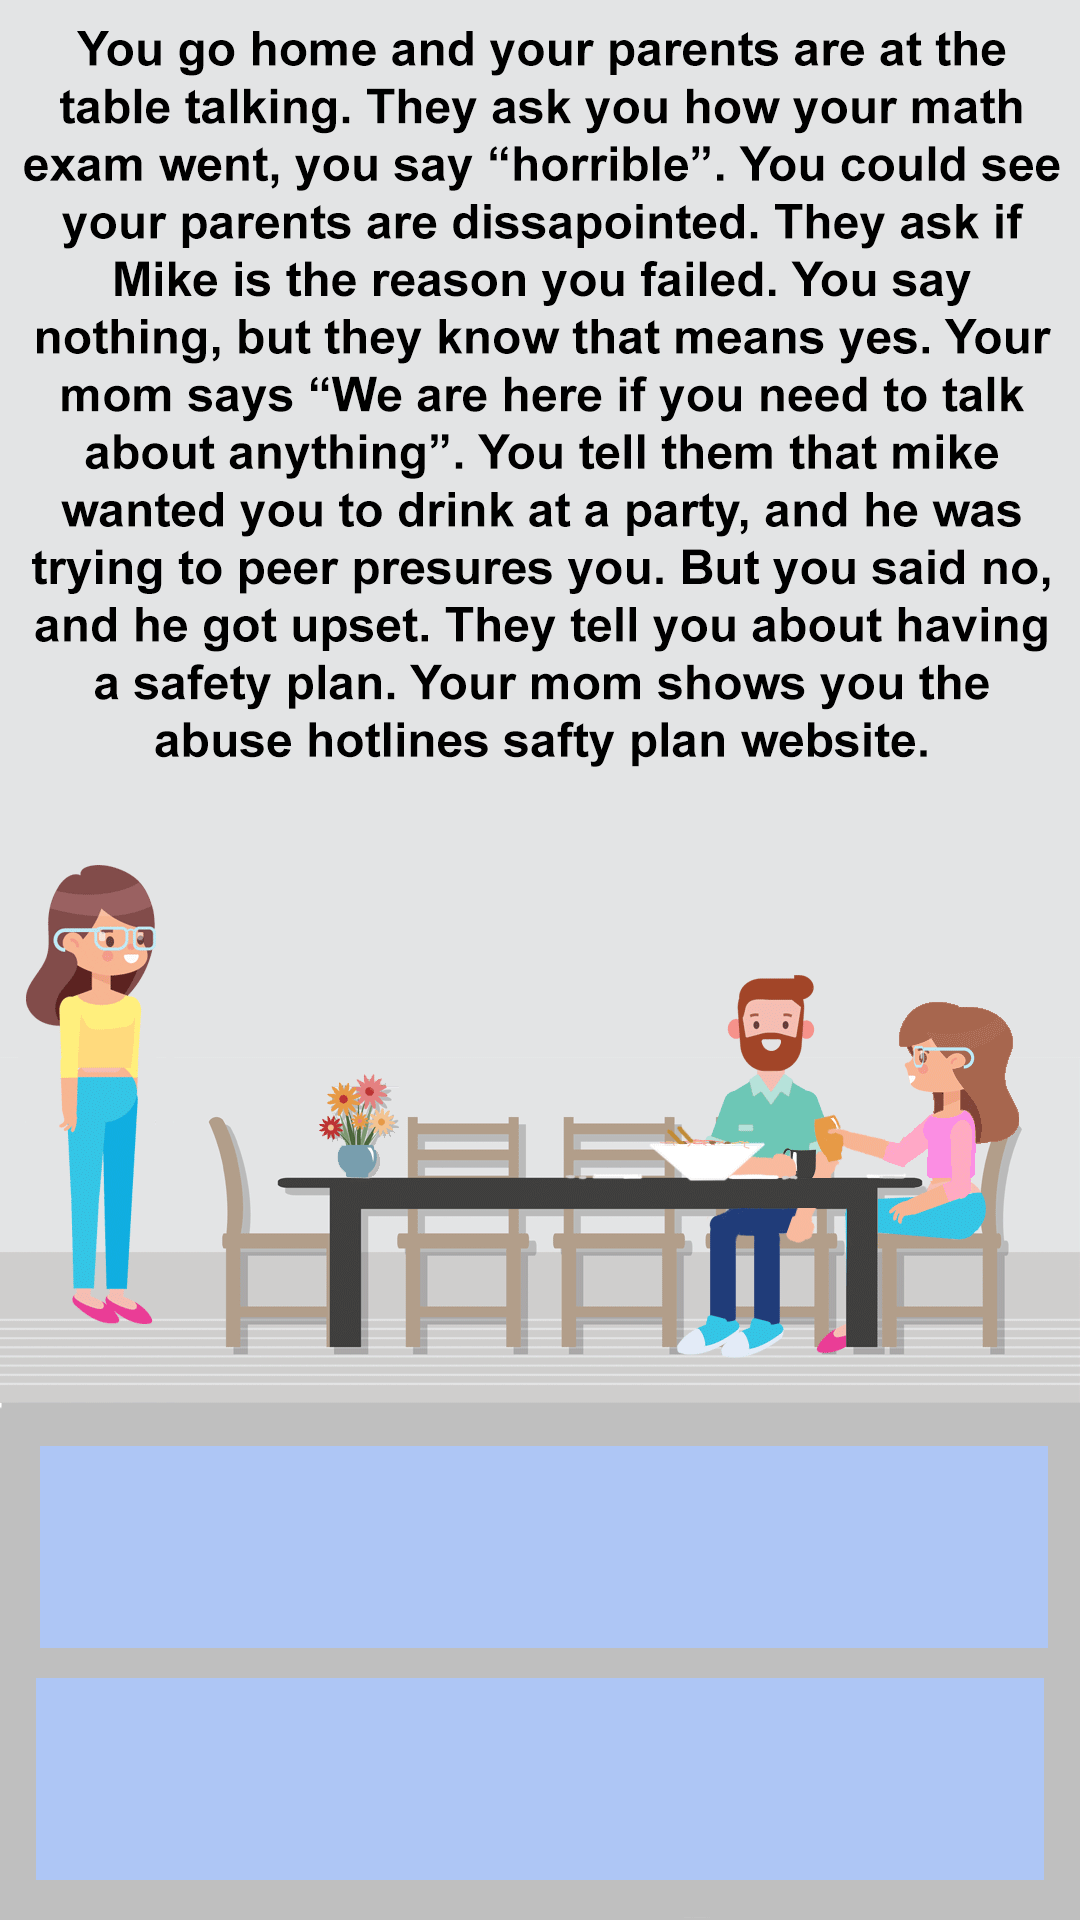 You go home and your parents are at the
table talking. They ask you how your math
exam went, you say “horrible”. You could see
your parents are dissapointed. They ask if
Mike is the reason you failed. You say
nothing, but they know that means yes. Your
mom says “We are here if you need to talk
about anything”. You tell them that mike
wanted you to drink at a party, and he was
trying to peer presures you. But you said no,
and he got upset. They tell you about having
a safety plan. Your mom shows you the
abuse hotlines safty plan website.